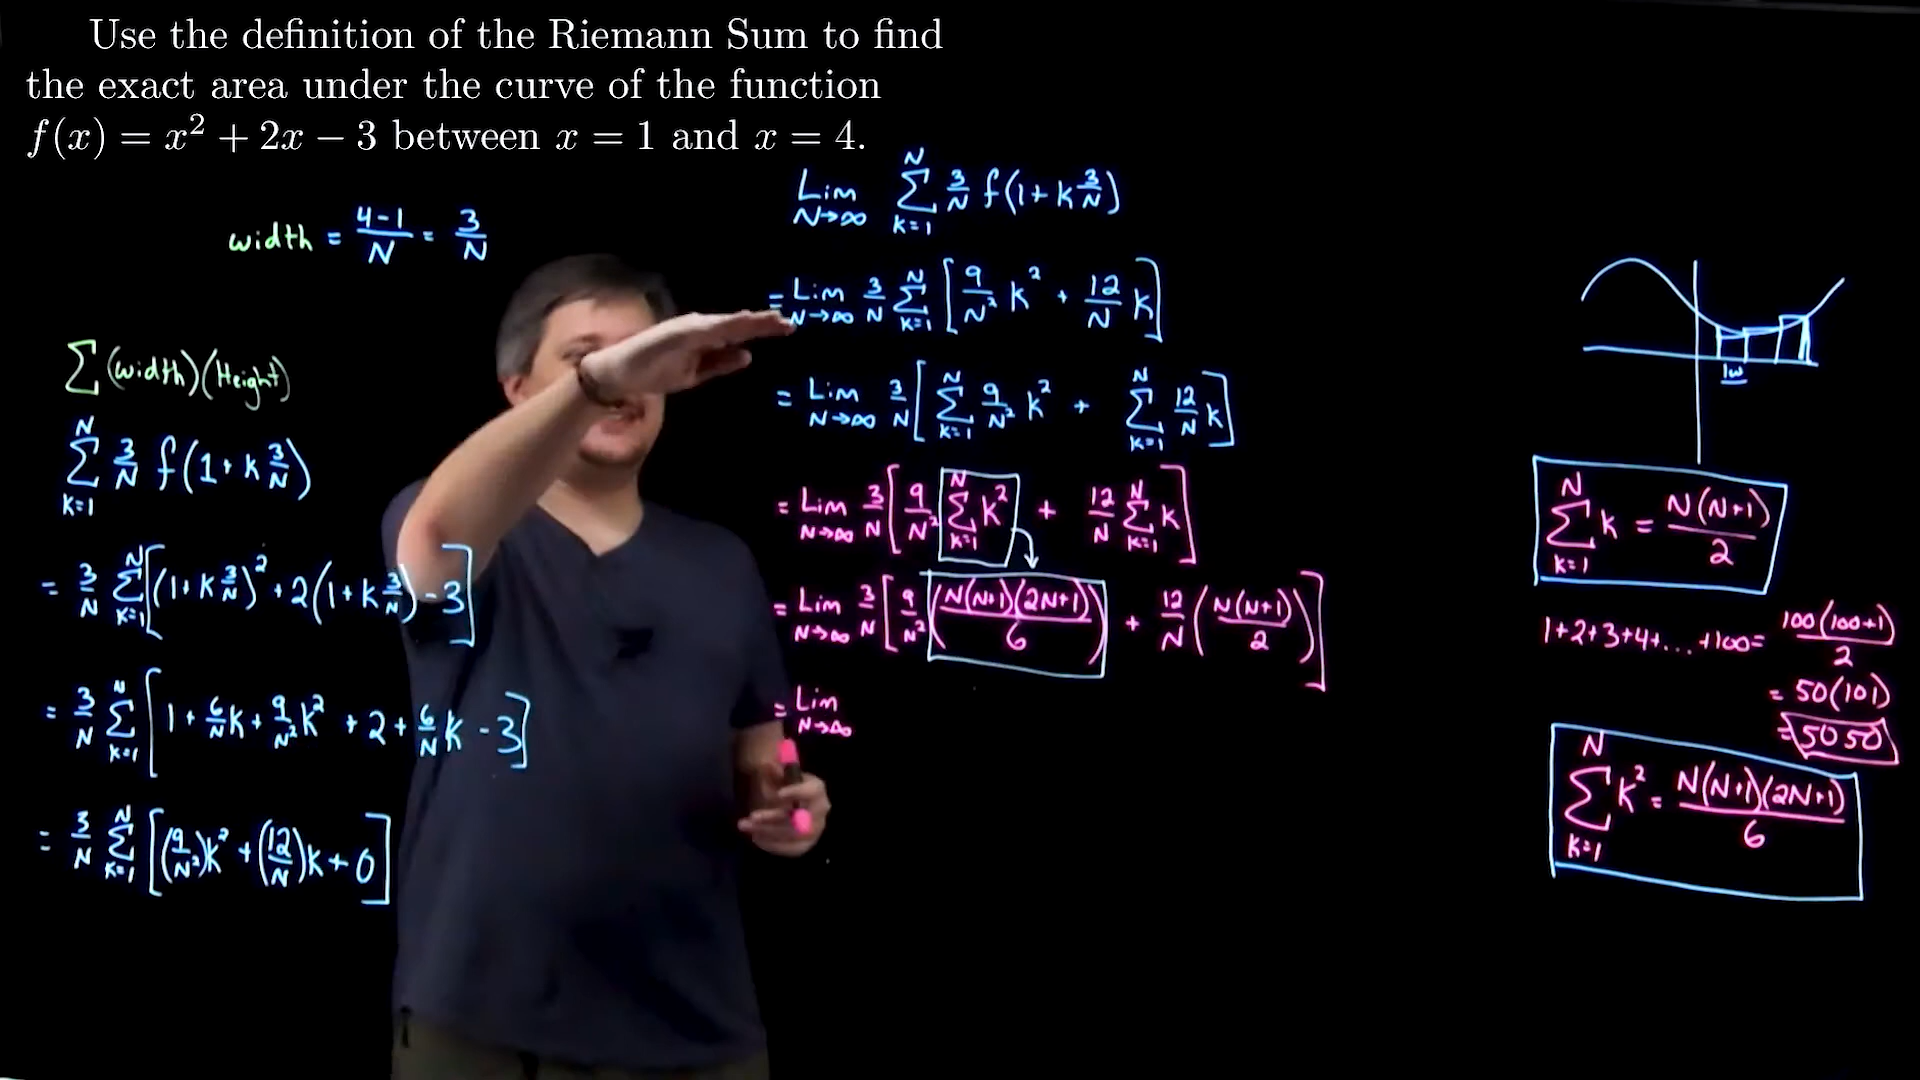 Use the definition of the Riemann Sum to find
the exact area under the curve of the function
f(x) = x² + 2x − 3 between x = 1 and x = 4.
width = (4-1)/N = 3/N
Σ (width)(Height)
Σ_{k=1}^{N} 3/N f(1+k 3/N)
= 3/N Σ_{k=1}^{N} [(1+k 3/N)² + 2(1+k 3/N) - 3]
= 3/N Σ_{k=1}^{N} [1 + 6/N k + 9/N² k² + 2 + 6/N k - 3]
= 3/N Σ_{k=1}^{N} [(9/N²)k² + (12/N)k + 0]
Lim_{N→∞} Σ_{k=1}^{N} 3/N f(1+k 3/N)
= Lim_{N→∞} 3/N Σ_{k=1}^{N} [9/N² k² + 12/N k]
= Lim_{N→∞} 3/N [Σ_{k=1}^{N} 9/N² k² + Σ_{k=1}^{N} 12/N k]
= Lim_{N→∞} 3/N [9/N² Σ_{k=1}^{N} k² + 12/N Σ_{k=1}^{N} k]
= Lim_{N→∞} 3/N [9/N² (N(N+1)(2N+1)/6) + 12/N (N(N+1)/2)]
= Lim_{N→∞}
Σ_{k=1}^{N} k = N(N+1)/2
1+2+3+4+...+100 = 100(100+1)/2
= 50(101)
= 5050
Σ_{k=1}^{N} k² = N(N+1)(2N+1)/6